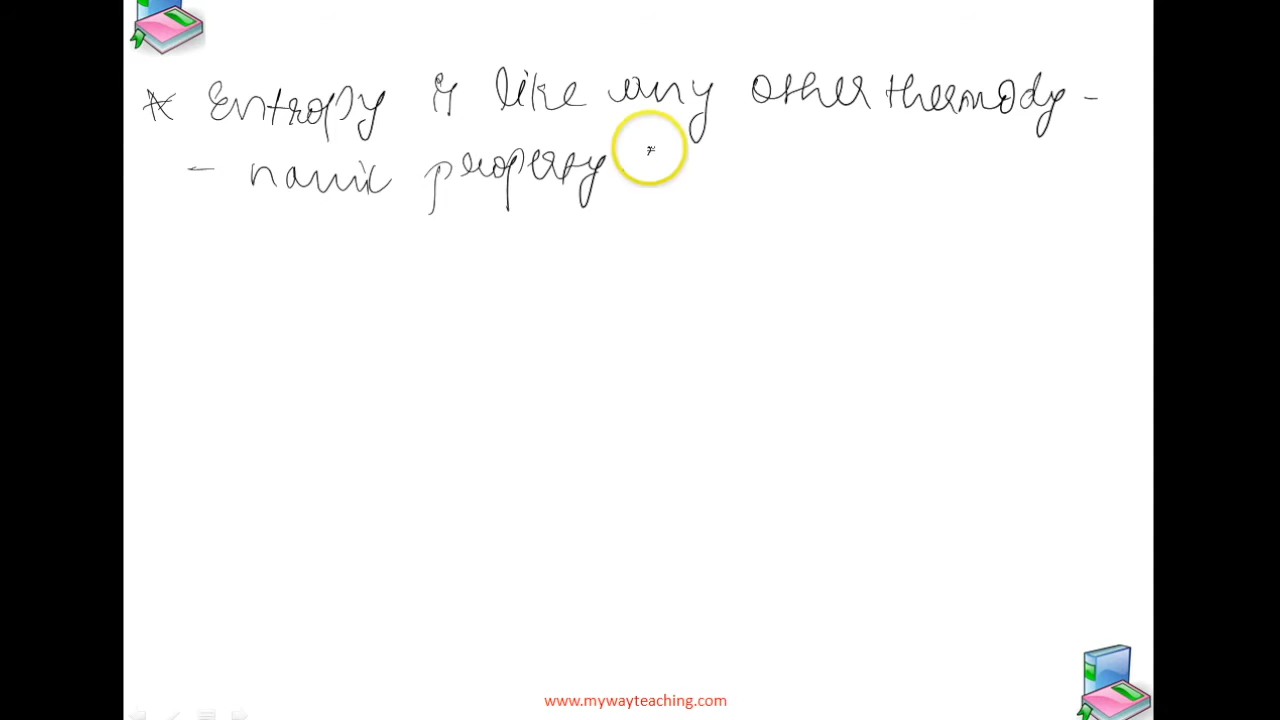 * Entropy is like any other thermody -
- namic property
www.mywayteaching.com